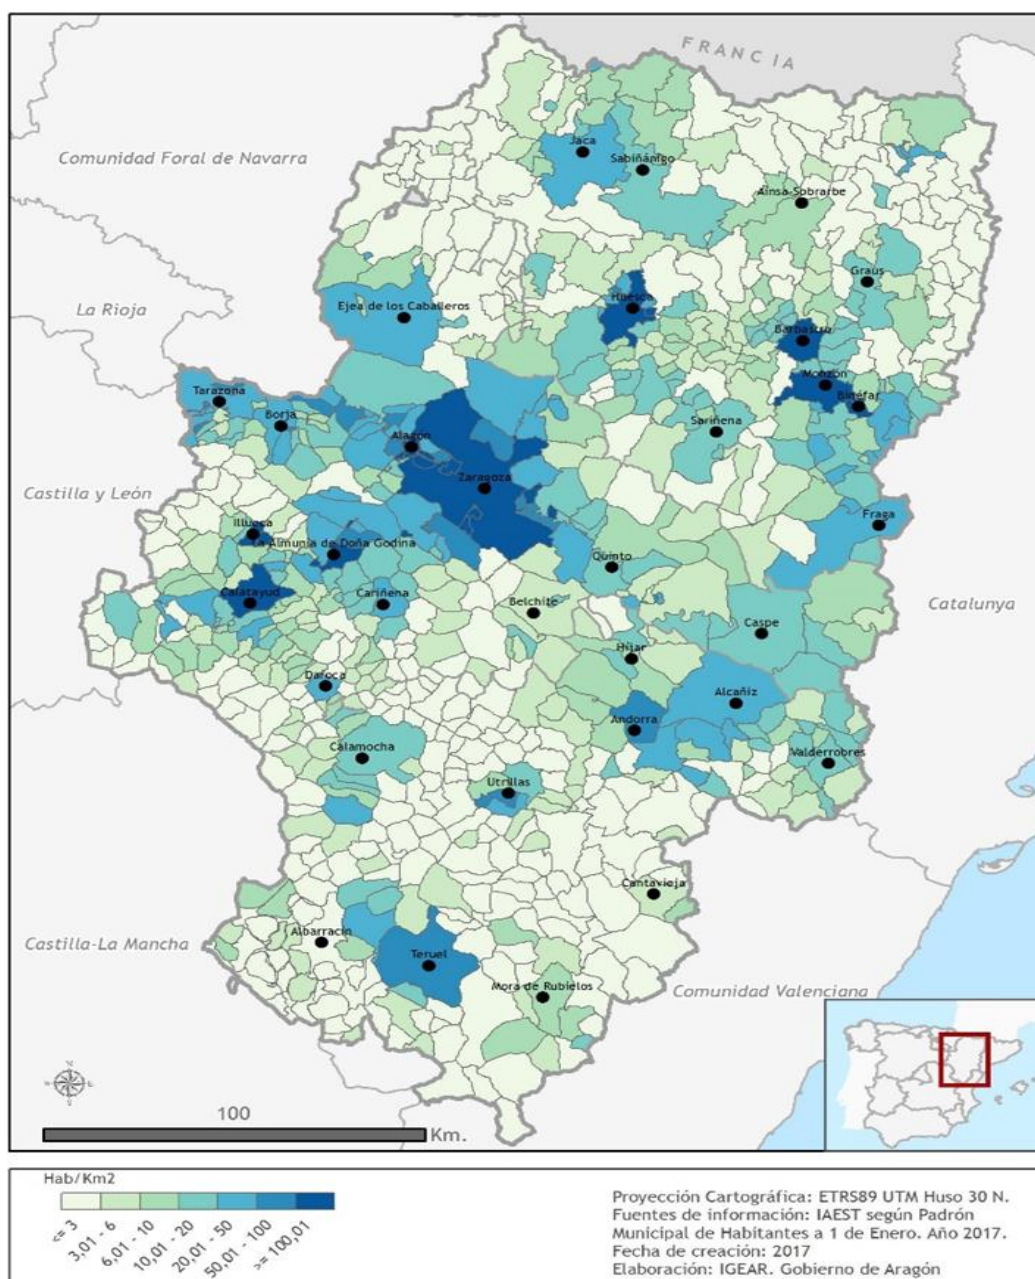 FRANCIA
Comunidad Foral de Navarra
Jaca
Sabiñánigo
Aínsa-Sobrarbe
Graus
La Rioja
Ejea de los Caballeros
Huesca
Barbastro
Monzón
Binéfar
Tarazona
Borja
Alagón
Sariñena
Zaragoza
Castilla y León
Illueca
Fraga
La Almunia de Doña Godina
Quinto
Calatayud
Cariñena
Belchite
Catalunya
Caspe
Híjar
Daroca
Alcañiz
Andorra
Calamocha
Valderrobres
Utrillas
Cantavieja
Albarracín
Castilla-La Mancha
Teruel
Mora de Rubielos
Comunidad Valenciana
100
Km.
Hab/Km2
<= 3
3,01 - 6
6,01 - 10
10,01 - 20
20,01 - 50
50,01 - 100
>= 100,01
Proyección Cartográfica: ETRS89 UTM Huso 30 N.
Fuentes de información: IAEST según Padrón
Municipal de Habitantes a 1 de Enero. Año 2017.
Fecha de creación: 2017
Elaboración: IGEAR. Gobierno de Aragón